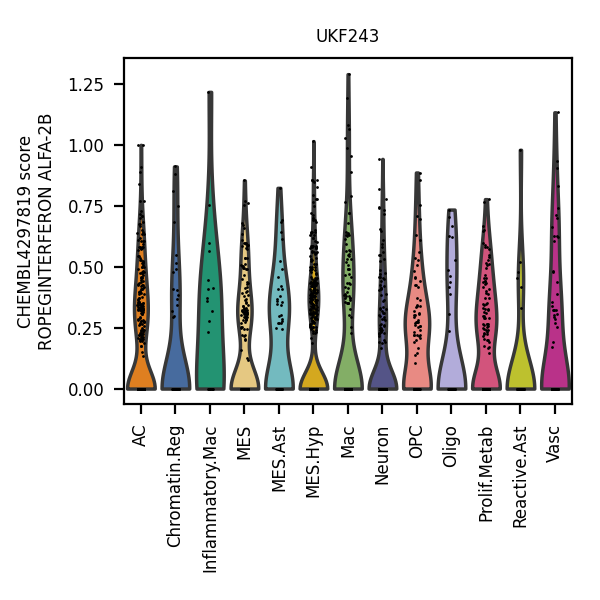 UKF243
CHEMBL4297819 score
ROPEGINTERFERON ALFA-2B
1.25
1.00
0.75
0.50
0.25
0.00
AC
Chromatin.Reg
Inflammatory.Mac
MES
MES.Ast
MES.Hyp
Mac
Neuron
OPC
Oligo
Prolif.Metab
Reactive.Ast
Vasc